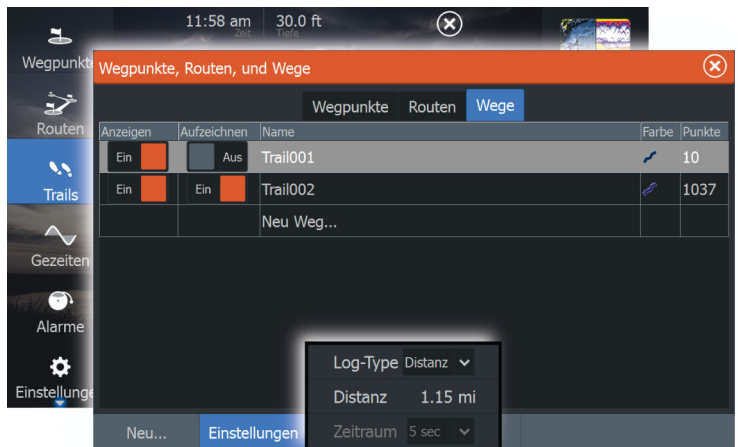 11:58 am 30.0 ft
Zeit Tiefe
Wegpunkte
Routen
Trails
Gezeiten
Alarme
Einstellunge
Wegpunkte, Routen, und Wege
Wegpunkte Routen Wege
Anzeigen Aufzeichnen Name Farbe Punkte
Ein Aus Trail001 10
Ein Ein Trail002 1037
Neu Weg...
Log-Type Distanz
Distanz 1.15 mi
Zeitraum 5 sec
Neu... Einstellungen